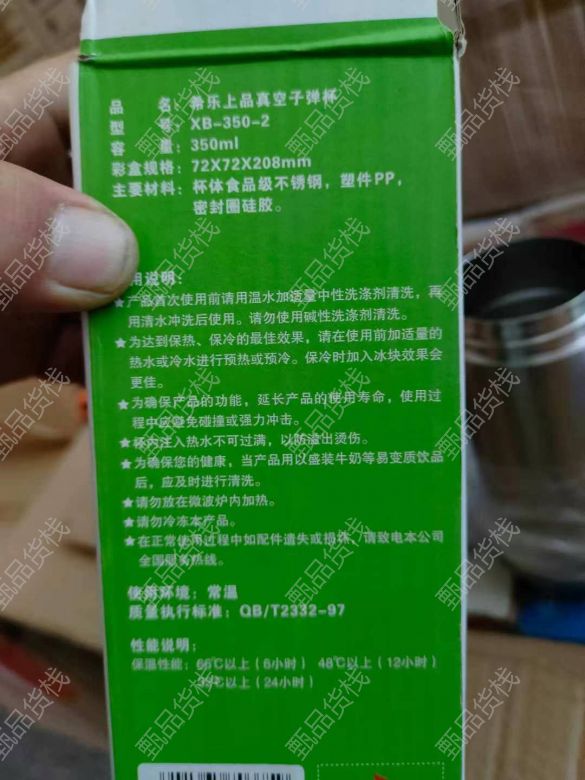 品 名：希乐上品真空子弹杯
型 号：XB-350-2
容 量：350ml
彩盒规格：72X72X208mm
主要材料：杯体食品级不锈钢，塑件PP，
密封圈硅胶。
用说明：
★产品首次使用前请用温水加适量中性洗涤剂清洗，再
用清水冲洗后使用。请勿使用碱性洗涤剂清洗。
★为达到保热、保冷的最佳效果，请在使用前加适量的
热水或冷水进行预热或预冷。保冷时加入冰块效果会
更佳。
★为确保产品的功能，延长产品的使用寿命，使用过
程中应避免碰撞或强力冲击。
★杯内注入热水不可过满，以防溢出烫伤。
★为确保您的健康，当产品用以盛装牛奶等易变质饮品
后，应及时进行清洗。
★请勿放在微波炉内加热。
★请勿冷冻本产品。
★在正常使用过程中如配件遗失或损坏，请致电本公司
全国服务热线。
使用环境：常温
质量执行标准：QB/T2332-97
性能说明：
保温性能：66℃以上（6小时） 48℃以上（12小时）
39℃以上（24小时）
甄品货栈